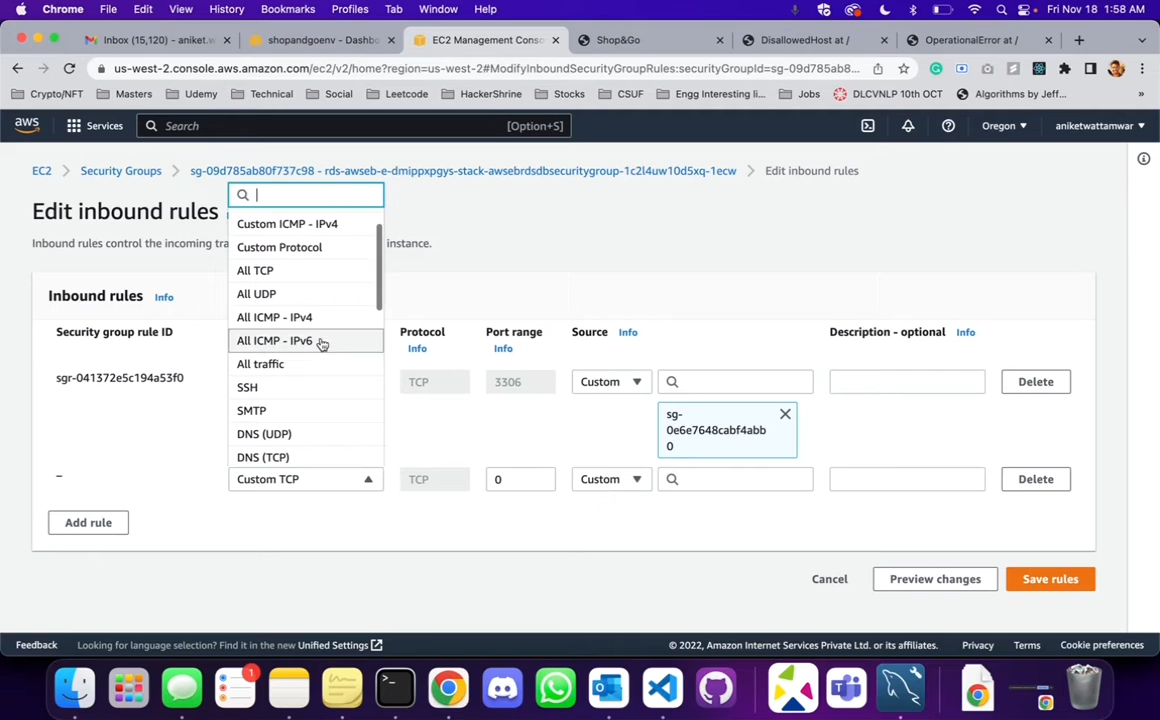 Chrome File Edit View History Bookmarks Profiles Tab Window Help Fri Nov 18 1:58 AM
Inbox (15,120) - aniket.w shopandgoenv - Dashbo EC2 Management Conso Shop&Go DisallowedHost at / OperationalError at /
us-west-2.console.aws.amazon.com/ec2/v2/home?region=us-west-2#ModifyInboundSecurityGroupRules:securityGroupId=sg-09d785ab8...
Crypto/NFT Masters Udemy Technical Social Leetcode HackerShrine Stocks CSUF Engg Interesting li... Jobs DLCVNLP 10th OCT Algorithms by Jeff... »
aws Services Search [Option+S] Oregon aniketwattamwar
EC2 Security Groups sg-09d785ab80f737c98 - rds-awseb-e-dmippxpgys-stack-awsebrdsdbsecuritygroup-1c2l4uw10d5xq-1ecw Edit inbound rules
Edit inbound rules
Inbound rules control the incoming tra instance.
Custom ICMP - IPv4
Custom Protocol
All TCP
All UDP
All ICMP - IPv4
All ICMP - IPv6
All traffic
SSH
SMTP
DNS (UDP)
DNS (TCP)
Inbound rules Info
Security group rule ID Protocol Port range Source Info Description - optional Info
Info Info
sgr-041372e5c194a53f0 TCP 3306 Custom Delete
sg-
0e6e7648cabf4abb
0
– Custom TCP TCP 0 Custom Delete
Add rule
Cancel Preview changes Save rules
Feedback Looking for language selection? Find it in the new Unified Settings © 2022, Amazon Internet Services Private Ltd. or its affiliates. Privacy Terms Cookie preferences
1